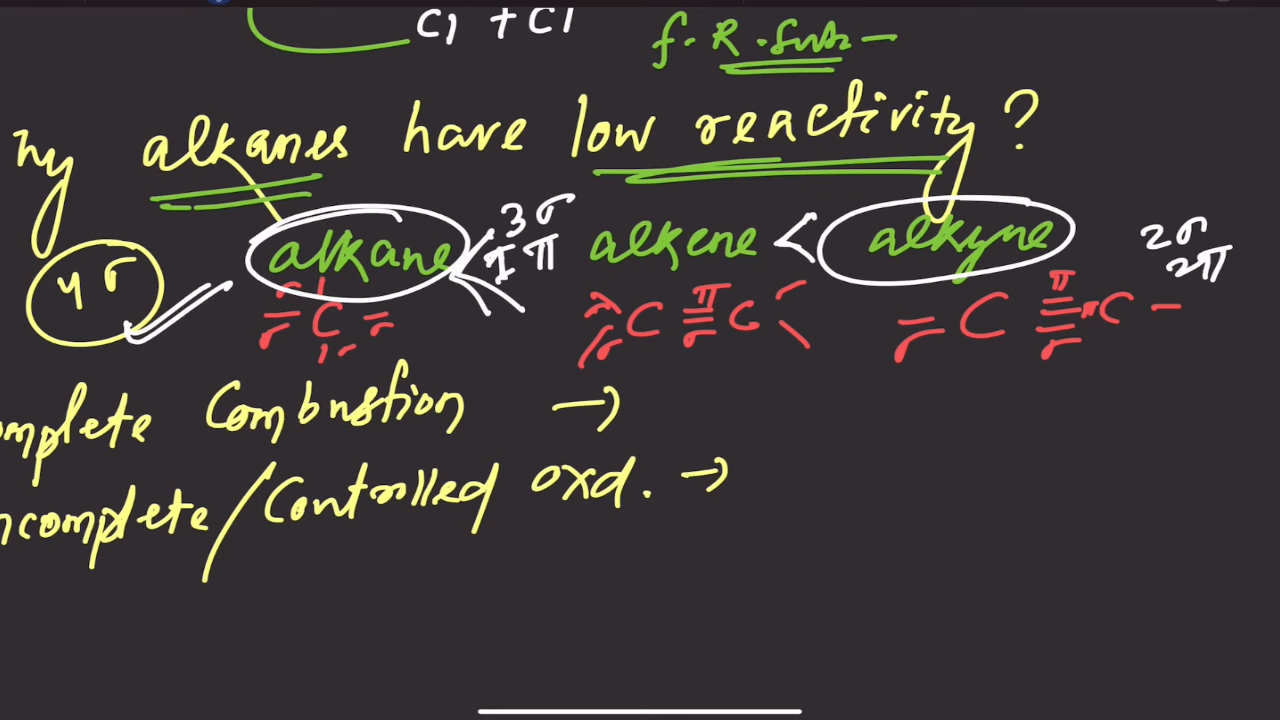 Cl + Cl
f. R. Subs -
hy alkanes have low reactivity ?
4 σ alkane < 3σ 1π alkene < alkyne 2σ 2π
σ - C - σ σ C = C π σ - C ≡ C - π π σ
omplete Combustion →
ncomplete/Controlled oxd. →